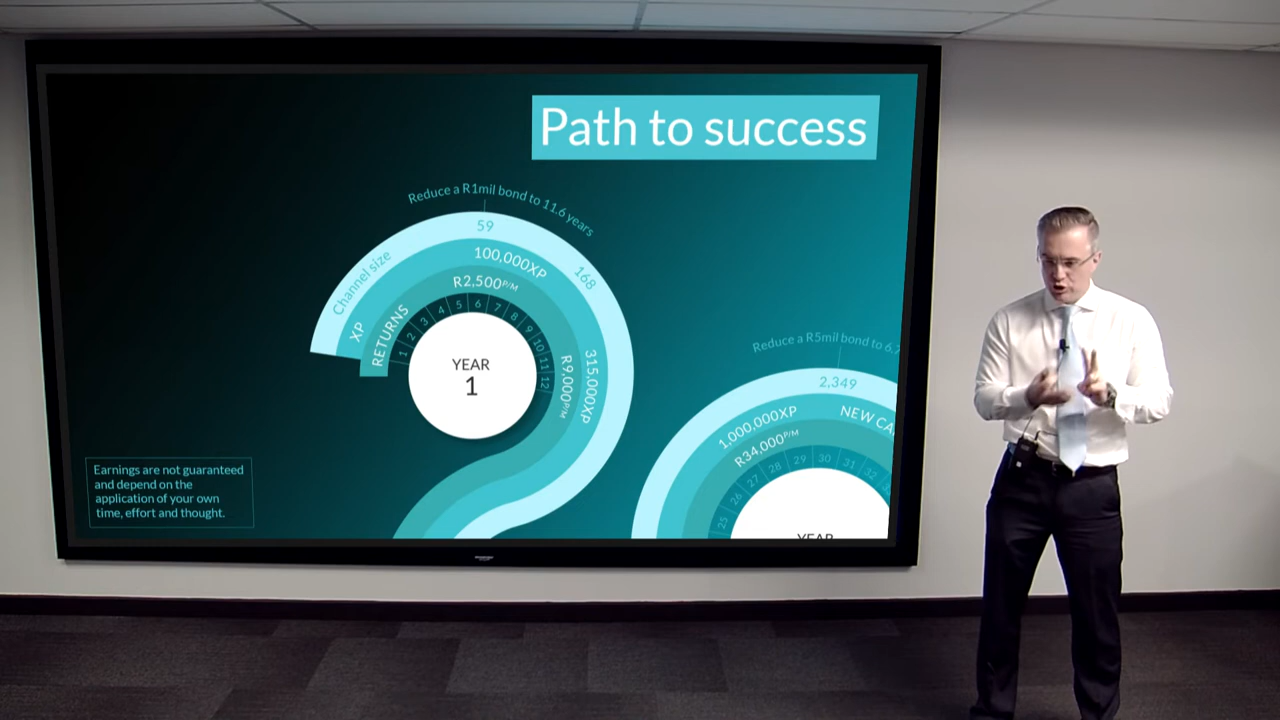 Path to success
Reduce a R1mil bond to 11.6 years
59
168
Channel size
100,000XP
315,000XP
XP
R2,500P/M
R9,000P/M
RETURNS
1 2 3 4 5 6 7 8 9 10 11 12
YEAR
1
Reduce a R5mil bond to 6.7
2,349
1,000,000XP
NEW CA
R34,000P/M
25 26 27 28 29 30 31 32
YEAR
Earnings are not guaranteed
and depend on the
application of your own
time, effort and thought.